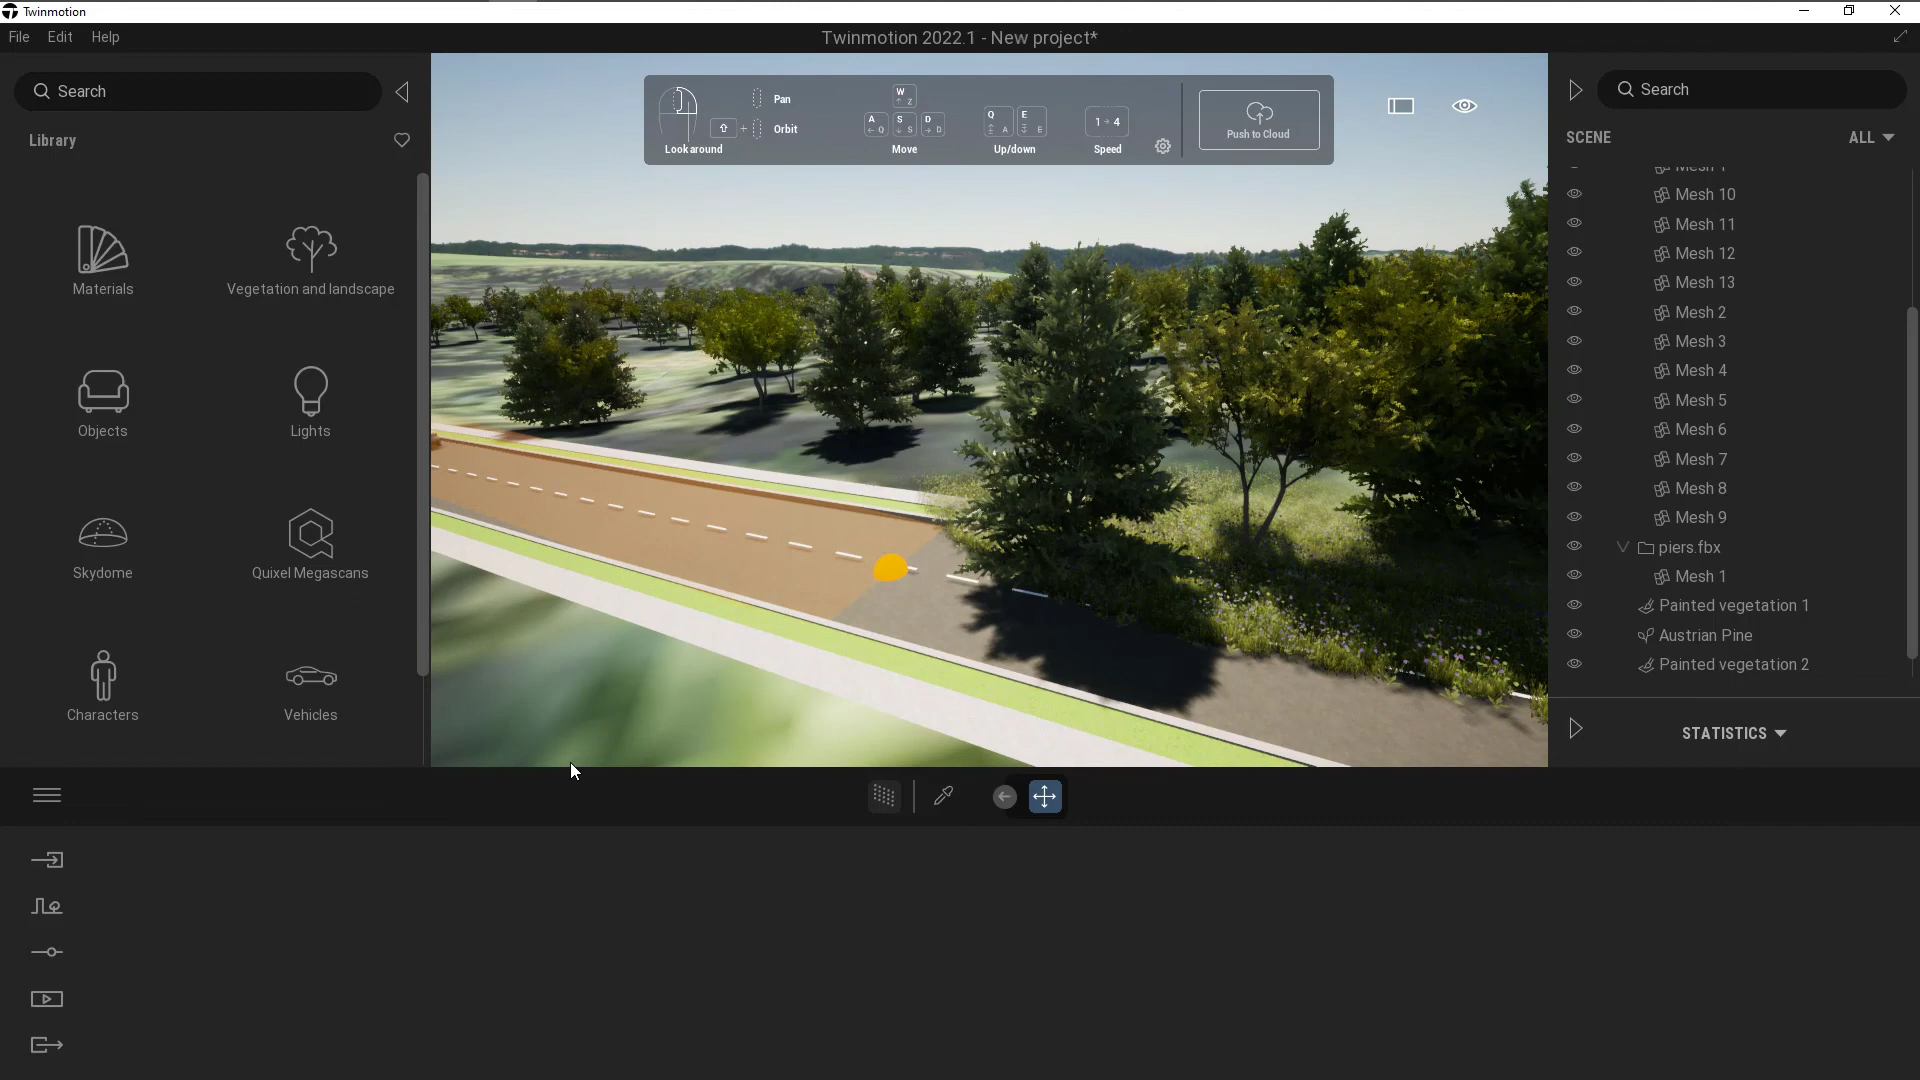 Twinmotion
File Edit Help
Twinmotion 2022.1 - New project*
Search
Library
Materials
Vegetation and landscape
Objects
Lights
Skydome
Quixel Megascans
Characters
Vehicles
Pan
Orbit
Look around
W
Z
A
Q
S
S
D
D
Move
Q
A
E
E
Up/down
1 4
Speed
Push to Cloud
Search
SCENE
ALL
Mesh 1
Mesh 10
Mesh 11
Mesh 12
Mesh 13
Mesh 2
Mesh 3
Mesh 4
Mesh 5
Mesh 6
Mesh 7
Mesh 8
Mesh 9
piers.fbx
Mesh 1
Painted vegetation 1
Austrian Pine
Painted vegetation 2
STATISTICS